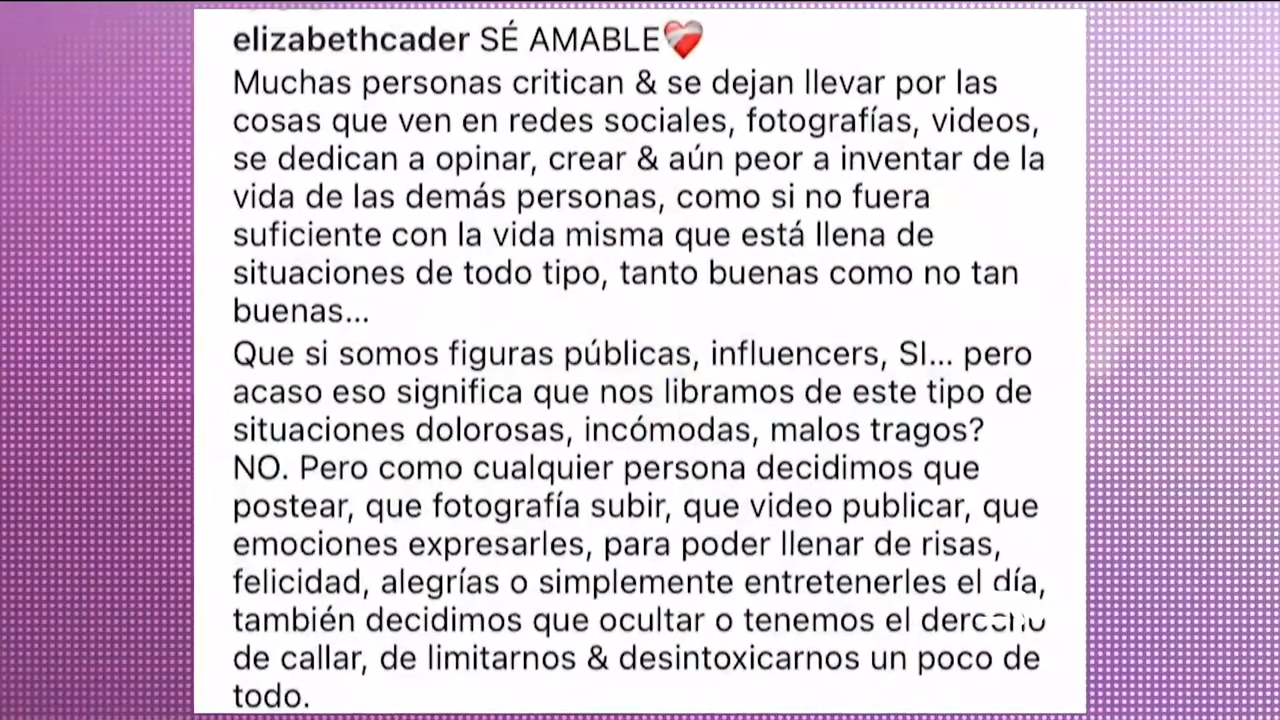 elizabethcader SÉ AMABLE❤️‍🩹
Muchas personas critican & se dejan llevar por las
cosas que ven en redes sociales, fotografías, videos,
se dedican a opinar, crear & aún peor a inventar de la
vida de las demás personas, como si no fuera
suficiente con la vida misma que está llena de
situaciones de todo tipo, tanto buenas como no tan
buenas...
Que si somos figuras públicas, influencers, SI... pero
acaso eso significa que nos libramos de este tipo de
situaciones dolorosas, incómodas, malos tragos?
NO. Pero como cualquier persona decidimos que
postear, que fotografía subir, que video publicar, que
emociones expresarles, para poder llenar de risas,
felicidad, alegrías o simplemente entretenerles el día,
también decidimos que ocultar o tenemos el derecho
de callar, de limitarnos & desintoxicarnos un poco de
todo.